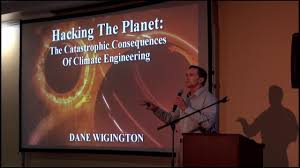 Hacking The Planet:
The Catastrophic Consequences
Of Climate Engineering
DANE WIGINGTON